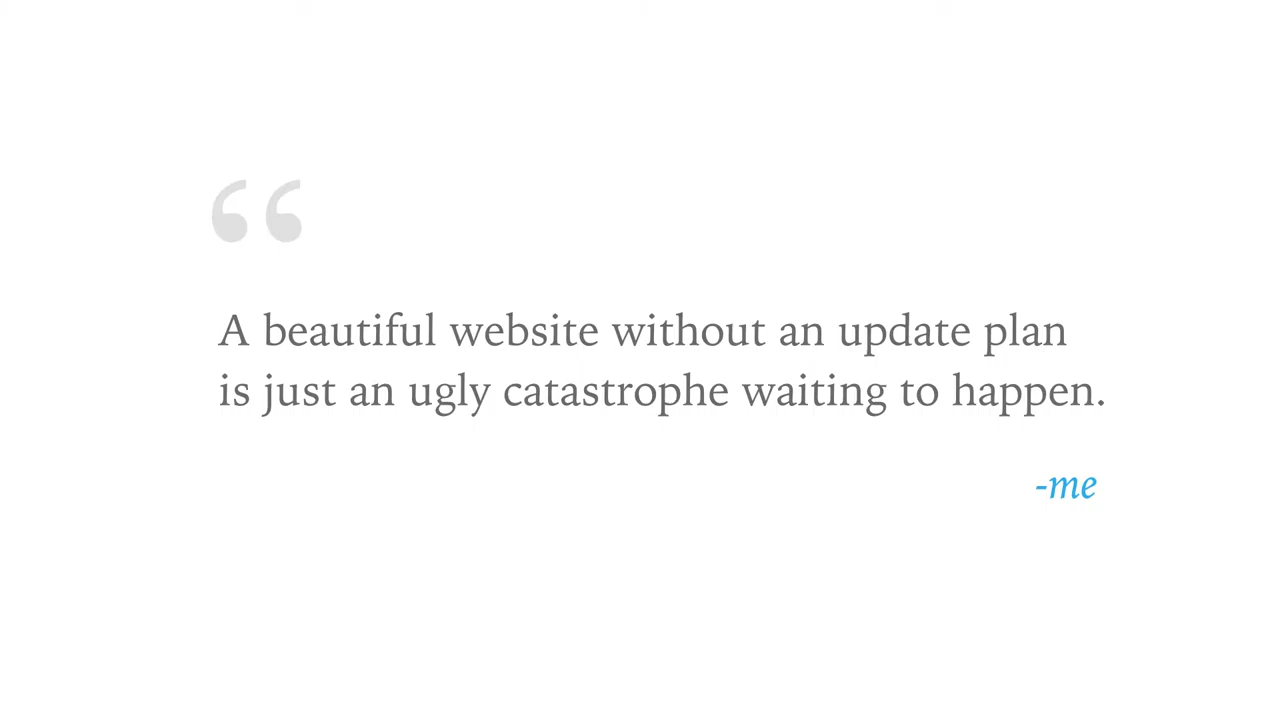 “
A beautiful website without an update plan
is just an ugly catastrophe waiting to happen.
-me